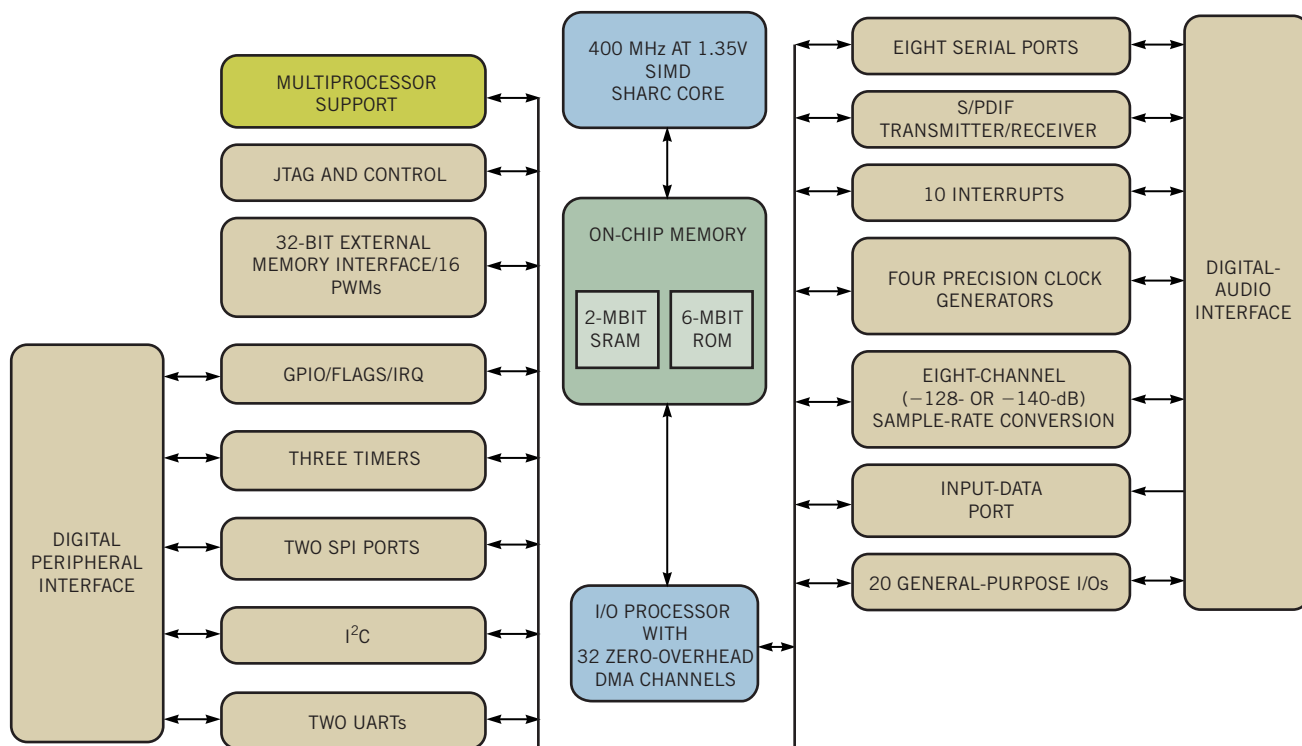 MULTIPROCESSOR
SUPPORT
JTAG AND CONTROL
32-BIT EXTERNAL
MEMORY INTERFACE/16
PWMs
DIGITAL
PERIPHERAL
INTERFACE
GPIO/FLAGS/IRQ
THREE TIMERS
TWO SPI PORTS
I²C
TWO UARTs
400 MHz AT 1.35V
SIMD
SHARC CORE
ON-CHIP MEMORY
2-MBIT
SRAM
6-MBIT
ROM
I/O PROCESSOR
WITH
32 ZERO-OVERHEAD
DMA CHANNELS
EIGHT SERIAL PORTS
S/PDIF
TRANSMITTER/RECEIVER
10 INTERRUPTS
FOUR PRECISION CLOCK
GENERATORS
EIGHT-CHANNEL
(−128- OR −140-dB)
SAMPLE-RATE CONVERSION
INPUT-DATA
PORT
20 GENERAL-PURPOSE I/Os
DIGITAL-
AUDIO
INTERFACE